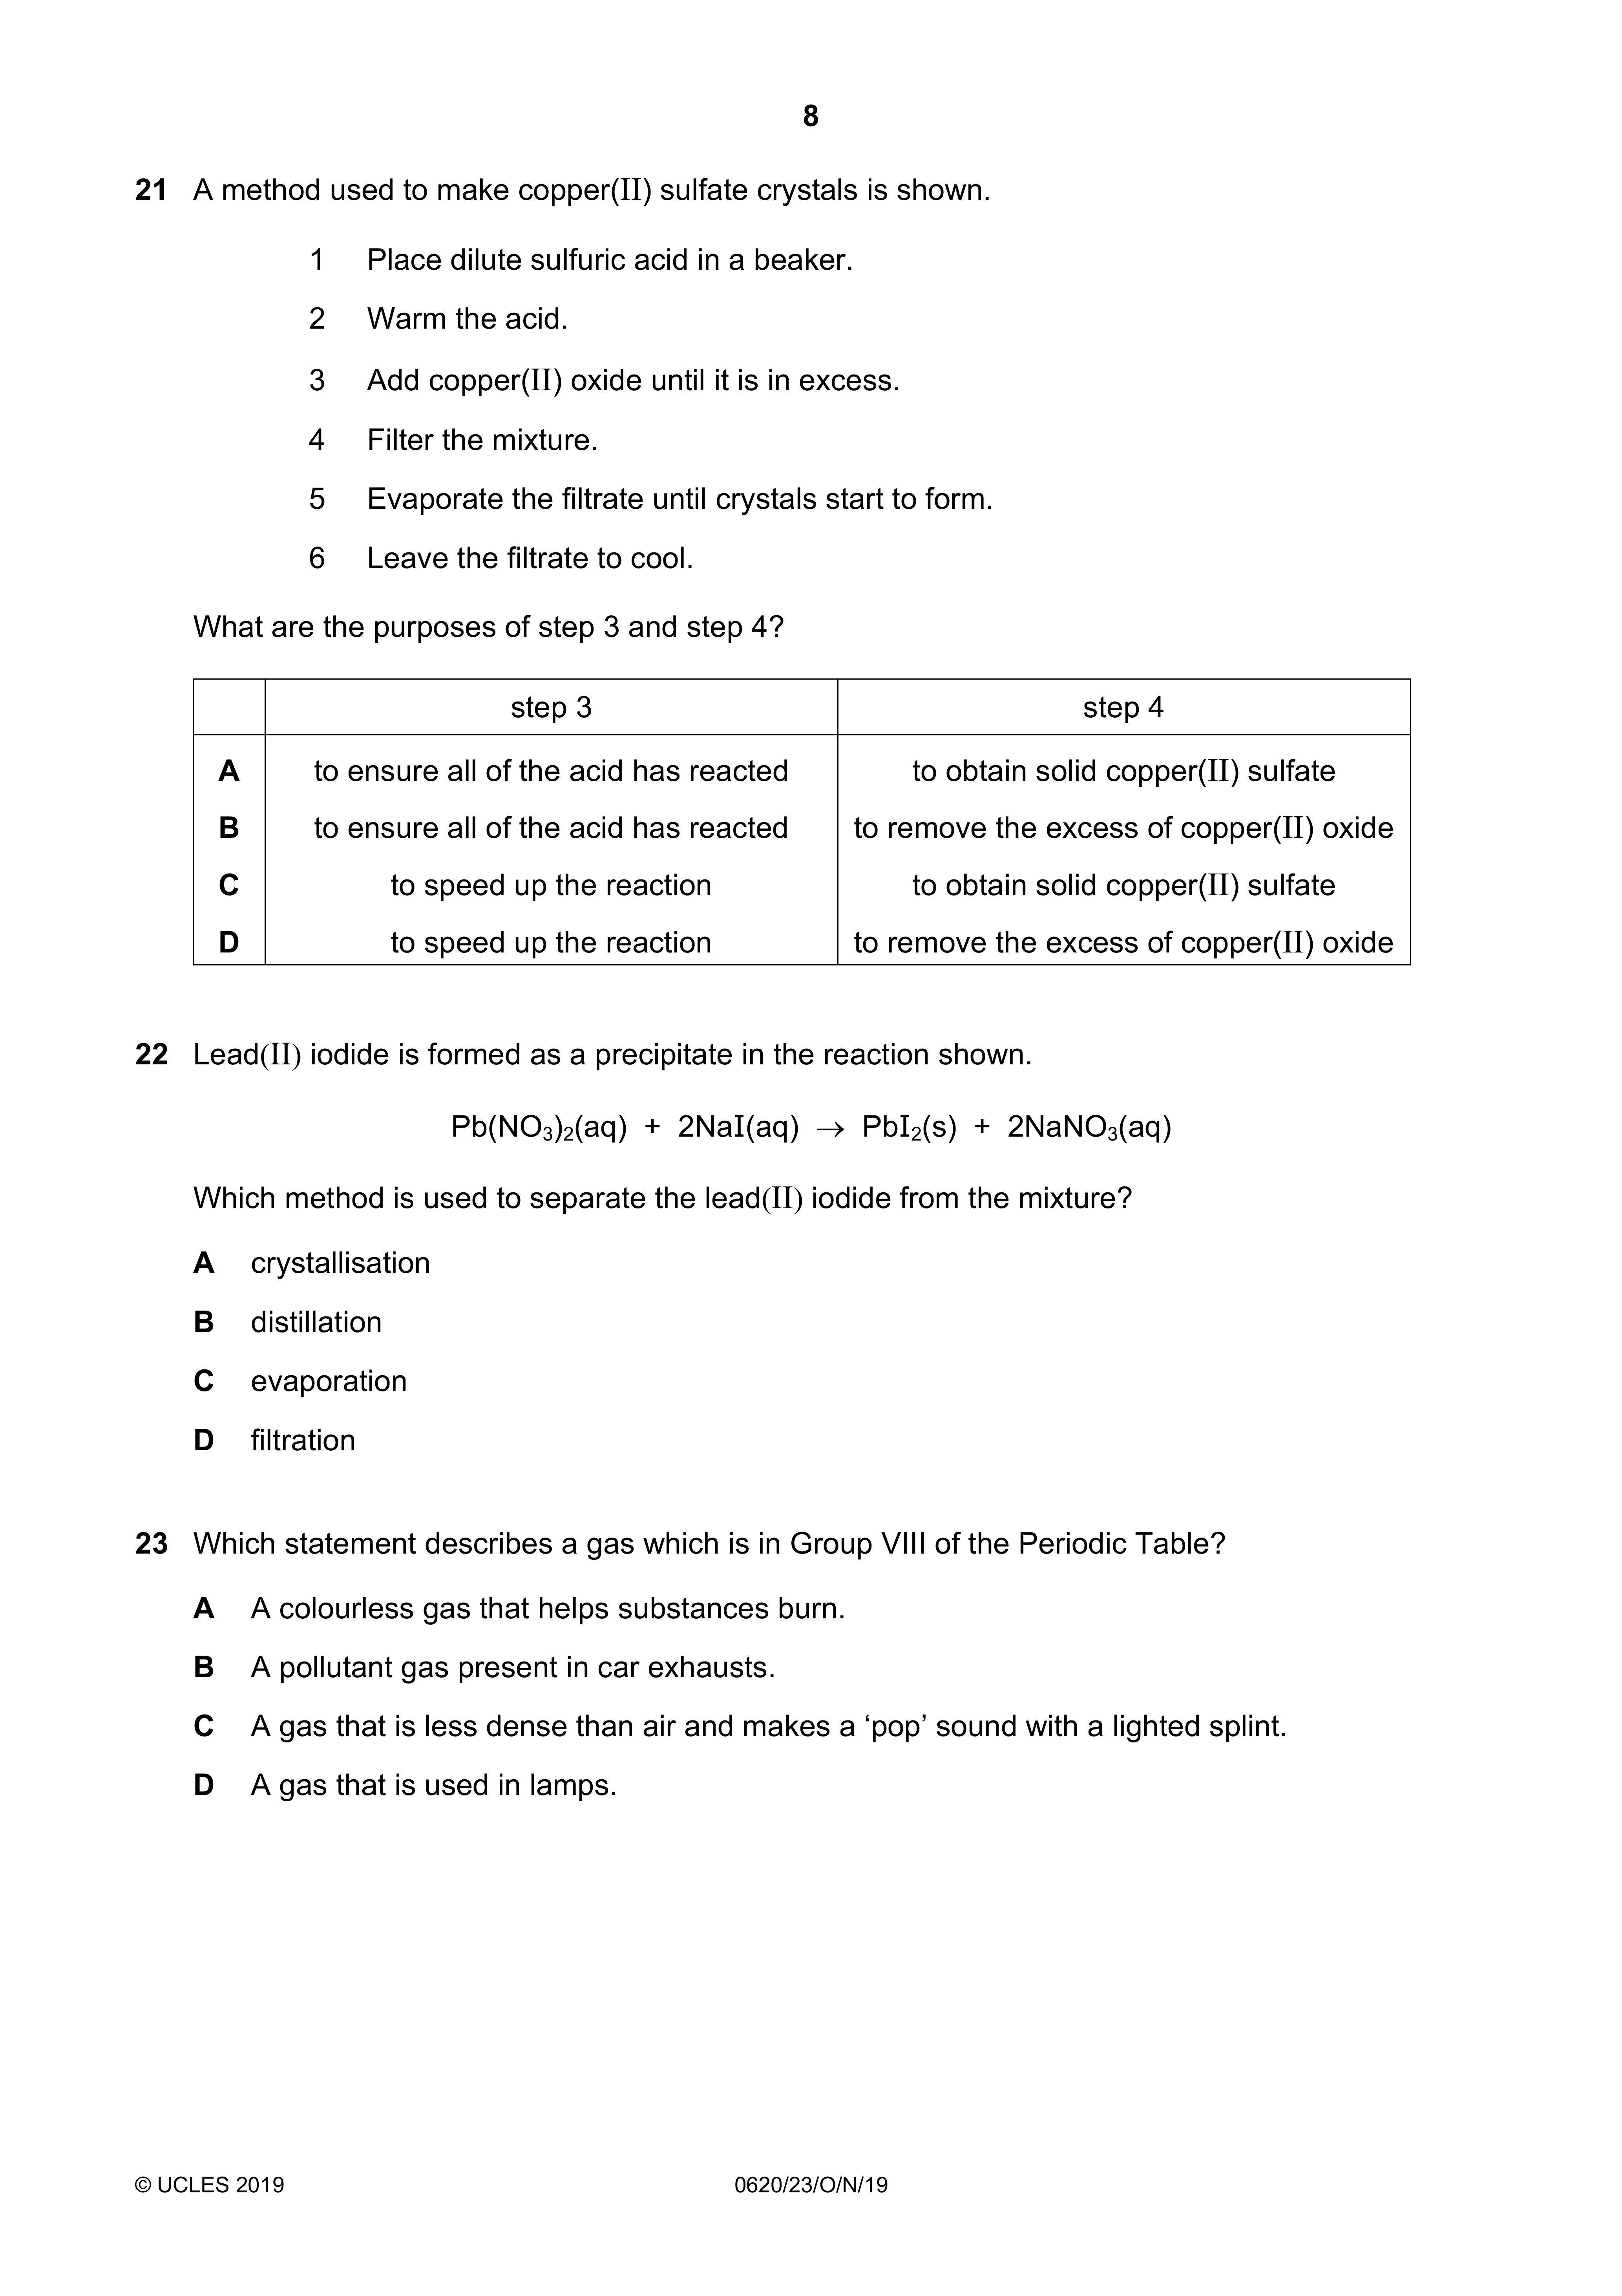 8
21 A method used to make copper(II) sulfate crystals is shown.
1 Place dilute sulfuric acid in a beaker.
2 Warm the acid.
3 Add copper(II) oxide until it is in excess.
4 Filter the mixture.
5 Evaporate the filtrate until crystals start to form.
6 Leave the filtrate to cool.
What are the purposes of step 3 and step 4?
step 3 step 4
A to ensure all of the acid has reacted to obtain solid copper(II) sulfate
B to ensure all of the acid has reacted to remove the excess of copper(II) oxide
C to speed up the reaction to obtain solid copper(II) sulfate
D to speed up the reaction to remove the excess of copper(II) oxide
22 Lead(II) iodide is formed as a precipitate in the reaction shown.
Pb(NO₃)₂(aq) + 2NaI(aq) → PbI₂(s) + 2NaNO₃(aq)
Which method is used to separate the lead(II) iodide from the mixture?
A crystallisation
B distillation
C evaporation
D filtration
23 Which statement describes a gas which is in Group VIII of the Periodic Table?
A A colourless gas that helps substances burn.
B A pollutant gas present in car exhausts.
C A gas that is less dense than air and makes a ‘pop’ sound with a lighted splint.
D A gas that is used in lamps.
© UCLES 2019 0620/23/O/N/19